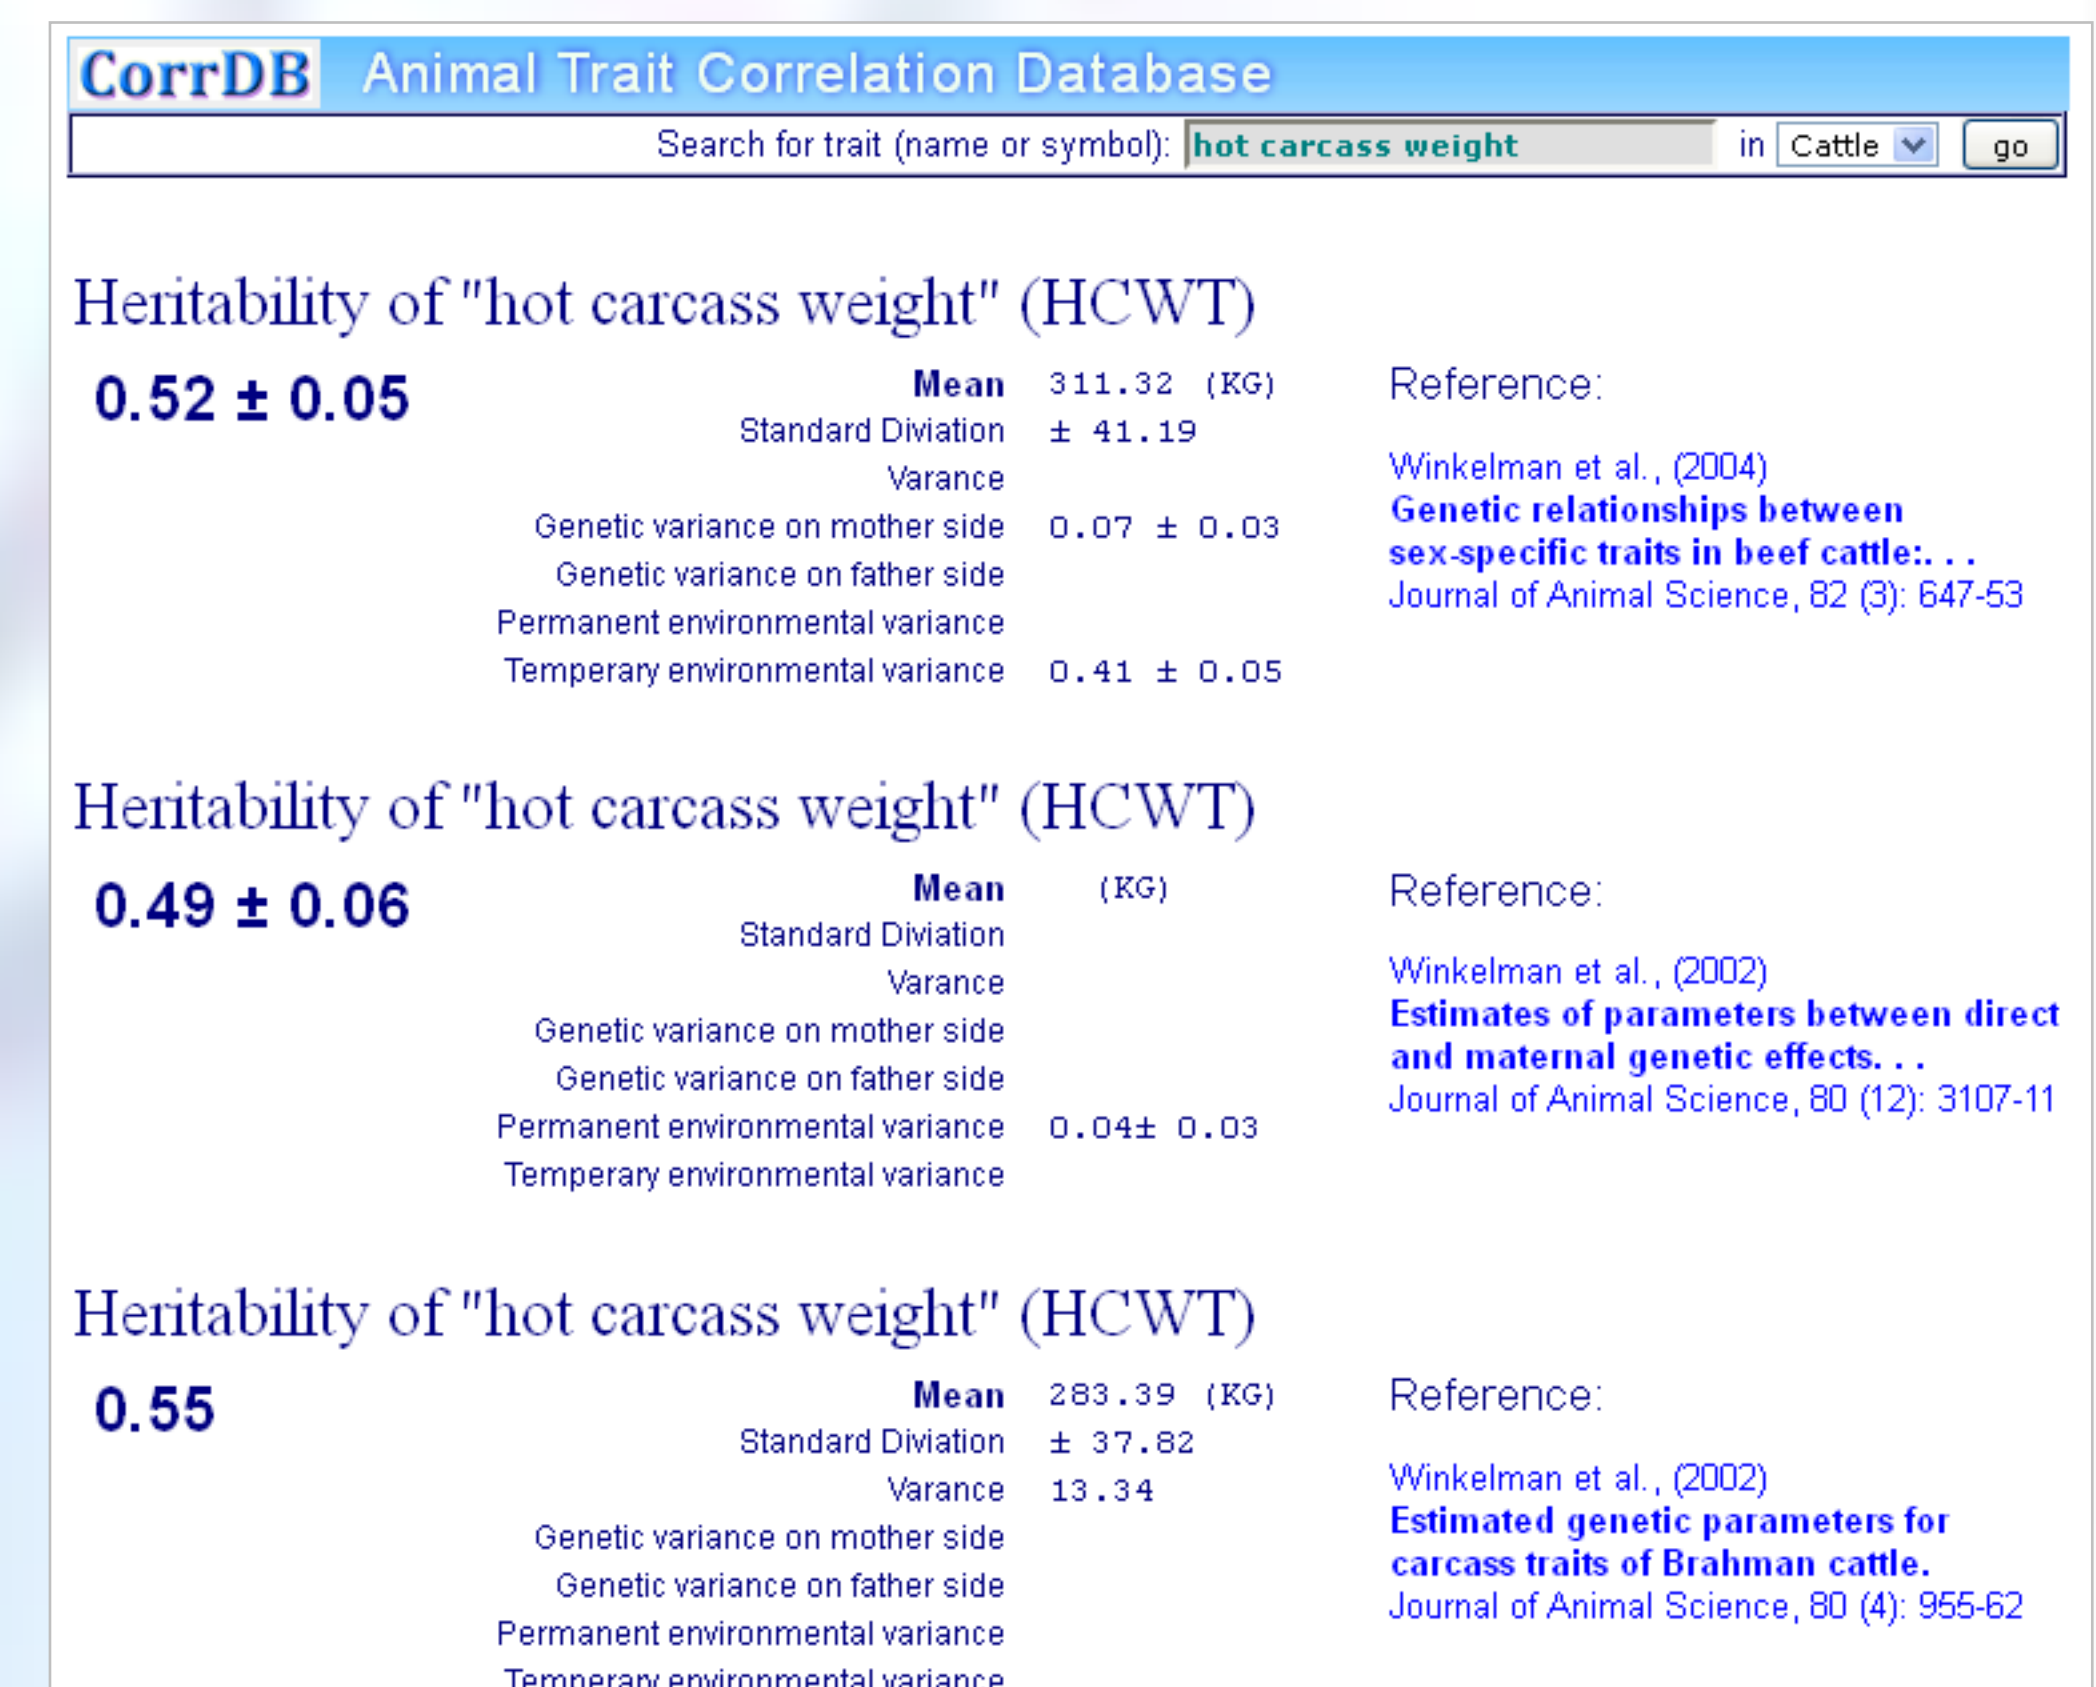 CorrDB Animal Trait Correlation Database
Search for trait (name or symbol): hot carcass weight in Cattle go
Heritability of "hot carcass weight" (HCWT)
0.52 ± 0.05
Mean 311.32 (KG)
Standard Diviation ± 41.19
Varance
Genetic variance on mother side 0.07 ± 0.03
Genetic variance on father side
Permanent environmental variance
Temperary environmental variance 0.41 ± 0.05
Reference:
Winkelman et al., (2004)
Genetic relationships between
sex-specific traits in beef cattle:. . .
Journal of Animal Science, 82 (3): 647-53
Heritability of "hot carcass weight" (HCWT)
0.49 ± 0.06
Mean (KG)
Standard Diviation
Varance
Genetic variance on mother side
Genetic variance on father side
Permanent environmental variance 0.04± 0.03
Temperary environmental variance
Reference:
Winkelman et al., (2002)
Estimates of parameters between direct
and maternal genetic effects. . .
Journal of Animal Science, 80 (12): 3107-11
Heritability of "hot carcass weight" (HCWT)
0.55
Mean 283.39 (KG)
Standard Diviation ± 37.82
Varance 13.34
Genetic variance on mother side
Genetic variance on father side
Permanent environmental variance
Temperary environmental variance
Reference:
Winkelman et al., (2002)
Estimated genetic parameters for
carcass traits of Brahman cattle.
Journal of Animal Science, 80 (4): 955-62